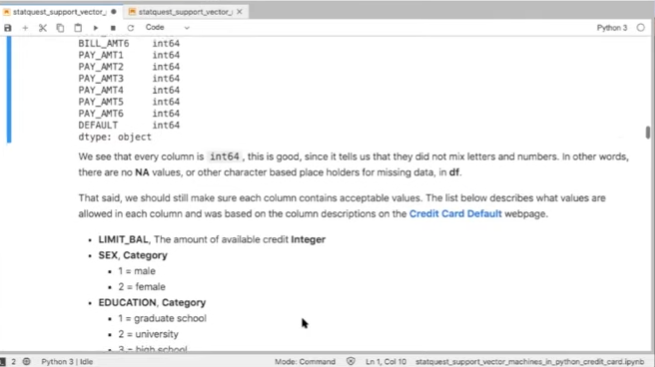 statquest_support_vector_
statquest_support_vector_
Code
Python 3
BILL_AMT6 int64
PAY_AMT1 int64
PAY_AMT2 int64
PAY_AMT3 int64
PAY_AMT4 int64
PAY_AMT5 int64
PAY_AMT6 int64
DEFAULT int64
dtype: object
We see that every column is int64, this is good, since it tells us that they did not mix letters and numbers. In other words,
there are no NA values, or other character based place holders for missing data, in df.
That said, we should still make sure each column contains acceptable values. The list below describes what values are
allowed in each column and was based on the column descriptions on the Credit Card Default webpage.
• LIMIT_BAL, The amount of available credit Integer
• SEX, Category
• 1 = male
• 2 = female
• EDUCATION, Category
• 1 = graduate school
• 2 = university
• 3 = high school
2 Python 3 | Idle Mode: Command Ln 1, Col 10 statquest_support_vector_machines_in_python_credit_card.ipynb